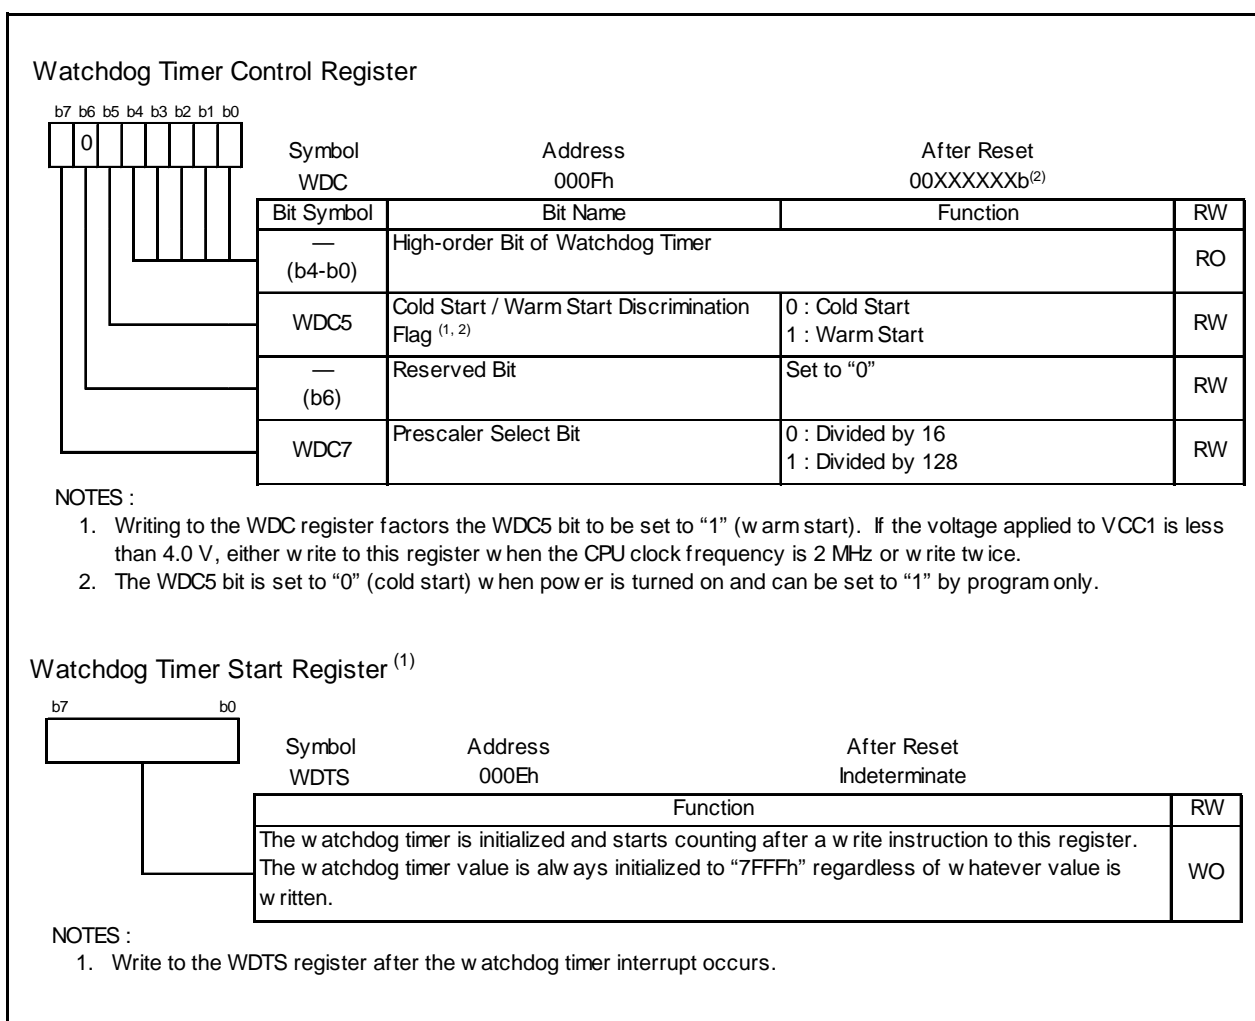 Watchdog Timer Control Register
b7 b6 b5 b4 b3 b2 b1 b0
0
Symbol Address After Reset
WDC 000Fh 00XXXXXXb(2)
Bit Symbol Bit Name Function RW
—
(b4-b0) High-order Bit of Watchdog Timer RO
WDC5 Cold Start / Warm Start Discrimination
Flag (1, 2) 0 : Cold Start
1 : Warm Start RW
—
(b6) Reserved Bit Set to “0” RW
WDC7 Prescaler Select Bit 0 : Divided by 16
1 : Divided by 128 RW
NOTES :
1. Writing to the WDC register factors the WDC5 bit to be set to “1” (warm start). If the voltage applied to VCC1 is less
than 4.0 V, either write to this register when the CPU clock frequency is 2 MHz or write twice.
2. The WDC5 bit is set to “0” (cold start) when power is turned on and can be set to “1” by program only.
Watchdog Timer Start Register (1)
b7 b0
Symbol Address After Reset
WDTS 000Eh Indeterminate
Function RW
The watchdog timer is initialized and starts counting after a write instruction to this register.
The watchdog timer value is always initialized to “7FFFh” regardless of whatever value is
written. WO
NOTES :
1. Write to the WDTS register after the watchdog timer interrupt occurs.